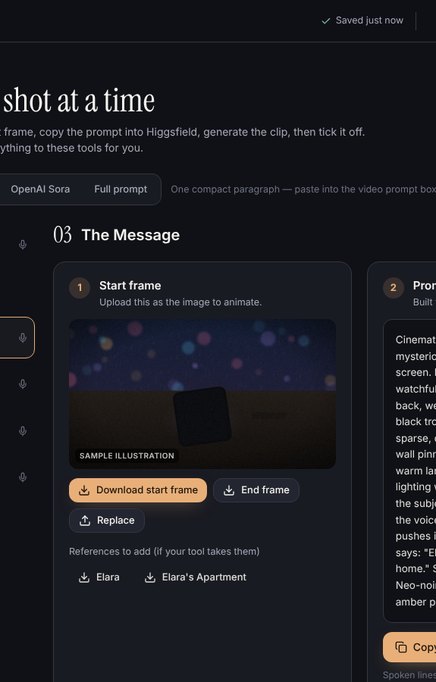 Saved just now
shot at a time
frame, copy the prompt into Higgsfield, generate the clip, then tick it off.
ything to these tools for you.
OpenAI Sora
Full prompt
One compact paragraph — paste into the video prompt box
03 The Message
1 Start frame
Upload this as the image to animate.
SAMPLE ILLUSTRATION
Download start frame
End frame
Replace
References to add (if your tool takes them)
Elara
Elara's Apartment
2
Built
Cinemat
mysterio
screen.
watchful
back, we
black tro
sparse,
wall pinn
warm lan
lighting
the subje
the voice
pushes i
says: "El
home." S
Neo-noir
amber p
Copy
Spoken lines